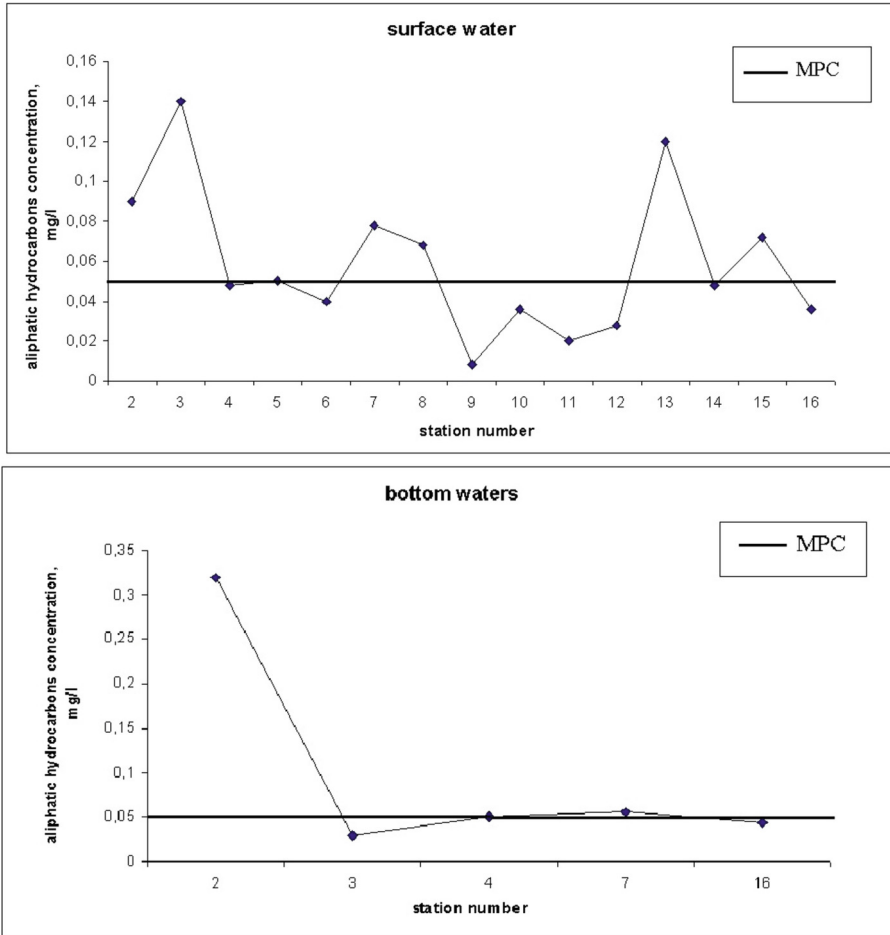 surface water
MPC
aliphatic hydrocarbons concentration,
mg/l
0,16
0,14
0,12
0,1
0,08
0,06
0,04
0,02
0
2 3 4 5 6 7 8 9 10 11 12 13 14 15 16
station number
bottom waters
MPC
aliphatic hydrocarbons concentration,
mg/l
0,35
0,3
0,25
0,2
0,15
0,1
0,05
0
2 3 4 7 16
station number